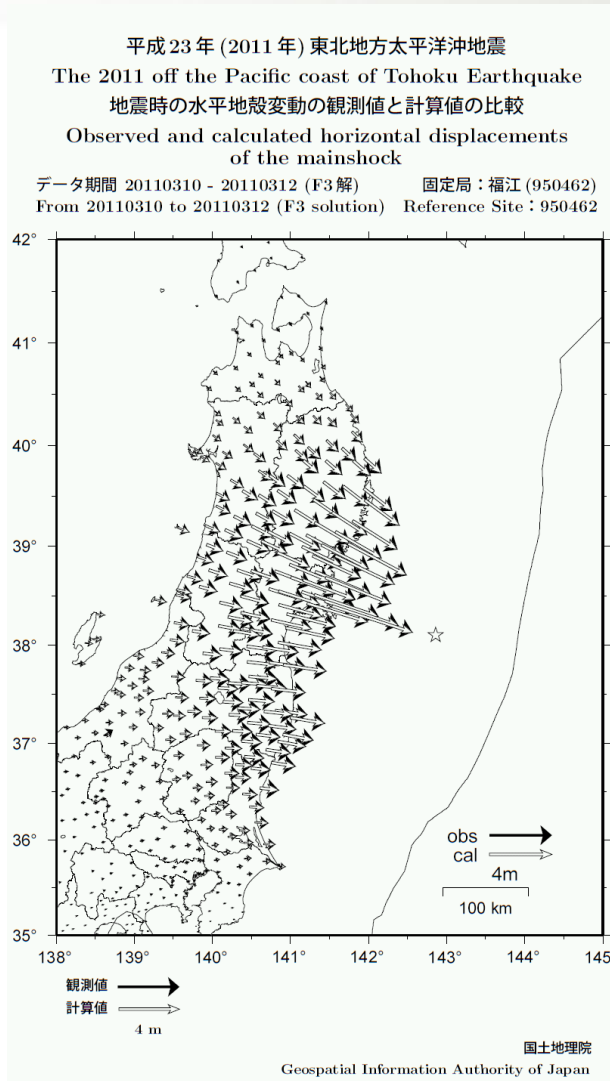 平成23年(2011年)東北地方太平洋沖地震
The 2011 off the Pacific coast of Tohoku Earthquake
地震時の水平地殻変動の観測値と計算値の比較
Observed and calculated horizontal displacements
of the mainshock
データ期間 20110310 - 20110312 (F3解) 固定局：福江(950462)
From 20110310 to 20110312 (F3 solution) Reference Site：950462
42°
41°
40°
39°
38°
37°
36°
35°
obs
cal
4m
100 km
138° 139° 140° 141° 142° 143° 144° 145
観測値
計算値
4 m
国土地理院
Geospatial Information Authority of Japan